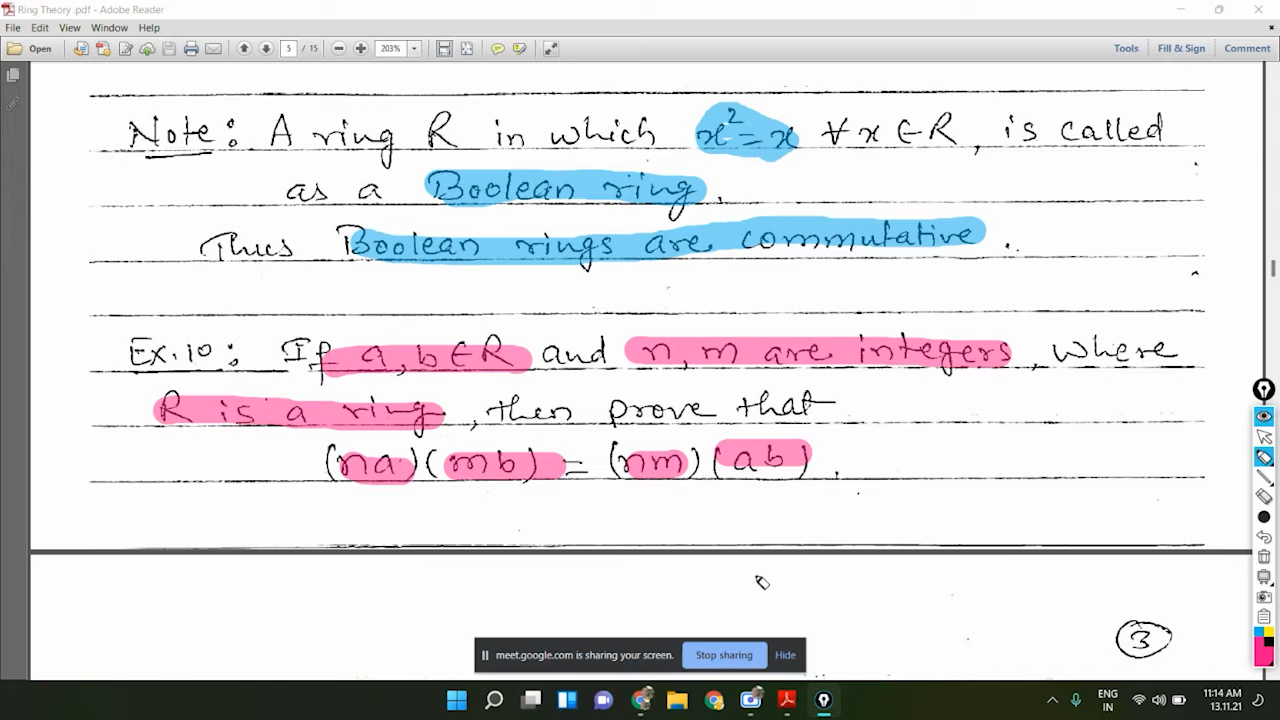 Ring Theory .pdf - Adobe Reader
File Edit View Window Help
Open 5 / 15 203% Tools Fill & Sign Comment
Note: A ring R in which x² = x ∀ x ∈ R, is called
as a Boolean ring.
Thus Boolean rings are commutative.
Ex.10: If a, b ∈ R and n, m are integers, where
R is a ring, then prove that
(na)(mb) = (nm)(ab).
3
meet.google.com is sharing your screen. Stop sharing Hide
ENG 11:14 AM
IN 13.11.21